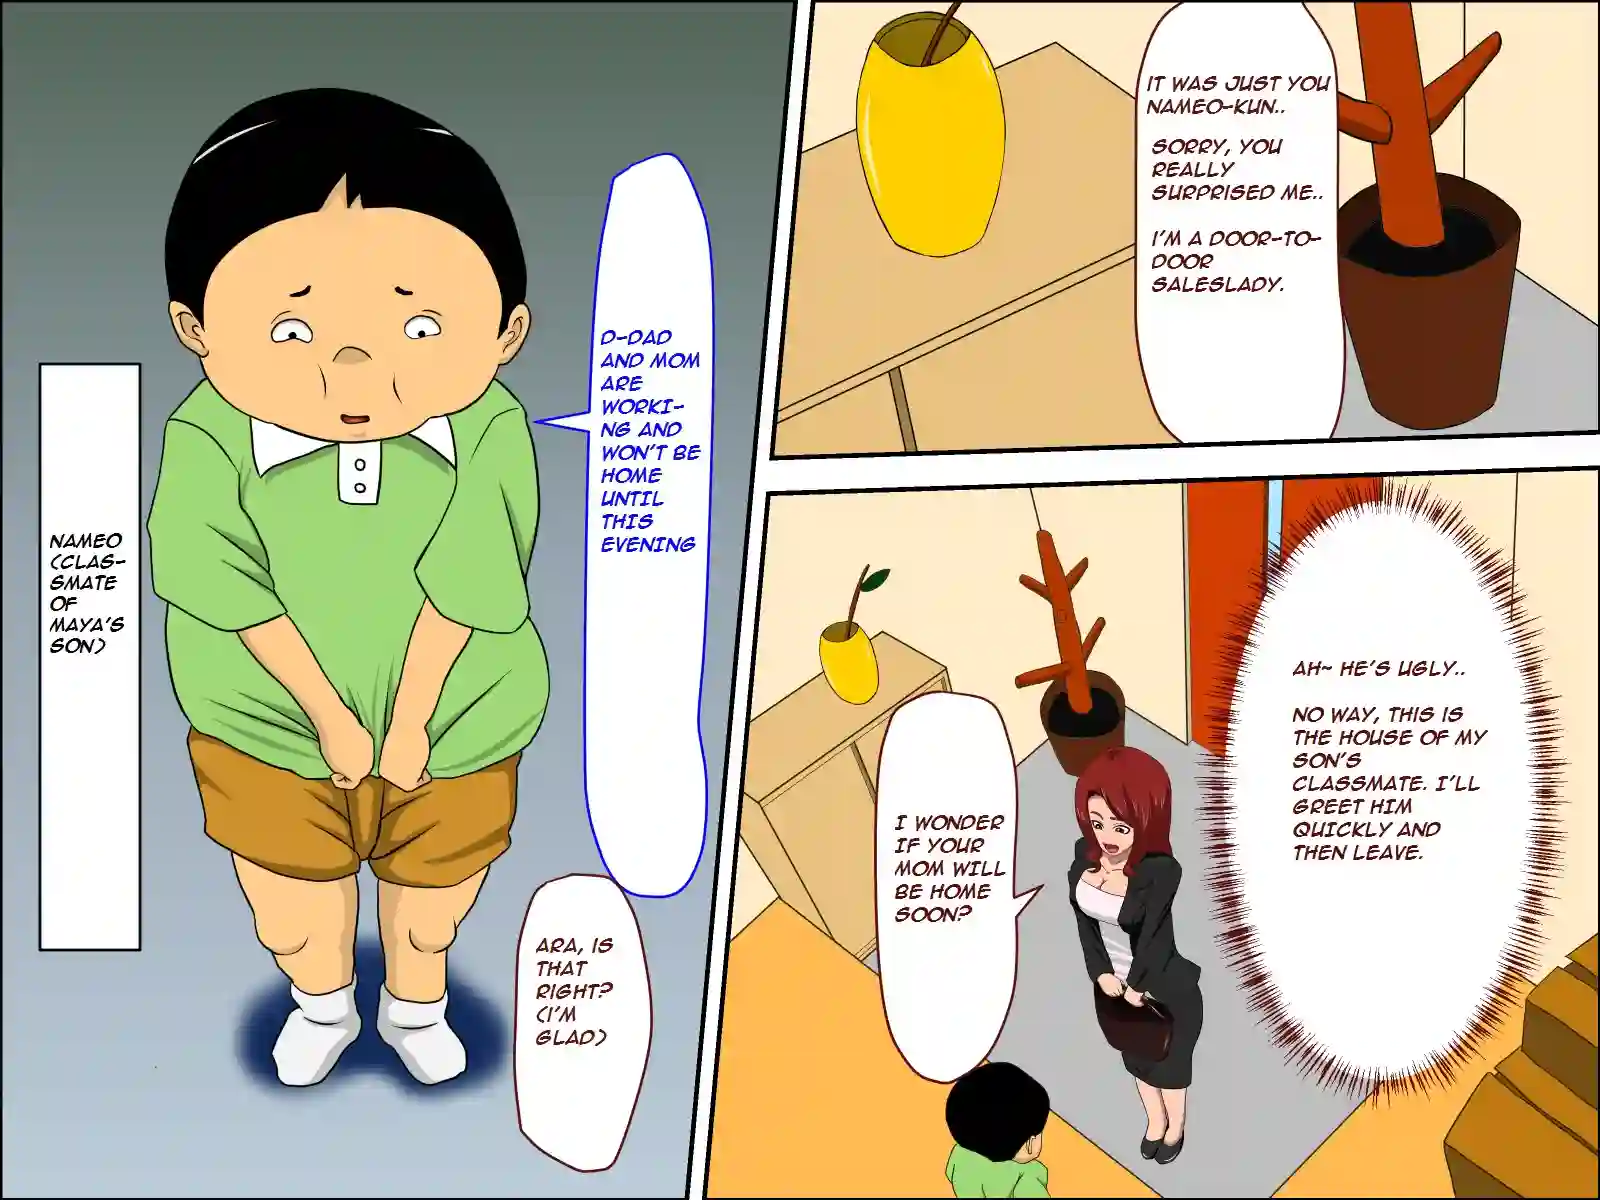 IT WAS JUST YOU
NAMEO-KUN..
SORRY, YOU
REALLY
SURPRISED ME..
I'M A DOOR-TO-
DOOR
SALESLADY.
D-DAD
AND MOM
ARE
WORKI-
NG AND
WON'T BE
HOME
UNTIL
THIS
EVENING
NAMEO
(CLAS-
SMATE
OF
MAYA'S
SON)
ARA, IS
THAT
RIGHT?
(I'M
GLAD)
AH~ HE'S UGLY..
NO WAY, THIS IS
THE HOUSE OF MY
SON'S
CLASSMATE. I'LL
GREET HIM
QUICKLY AND
THEN LEAVE.
I WONDER
IF YOUR
MOM WILL
BE HOME
SOON?